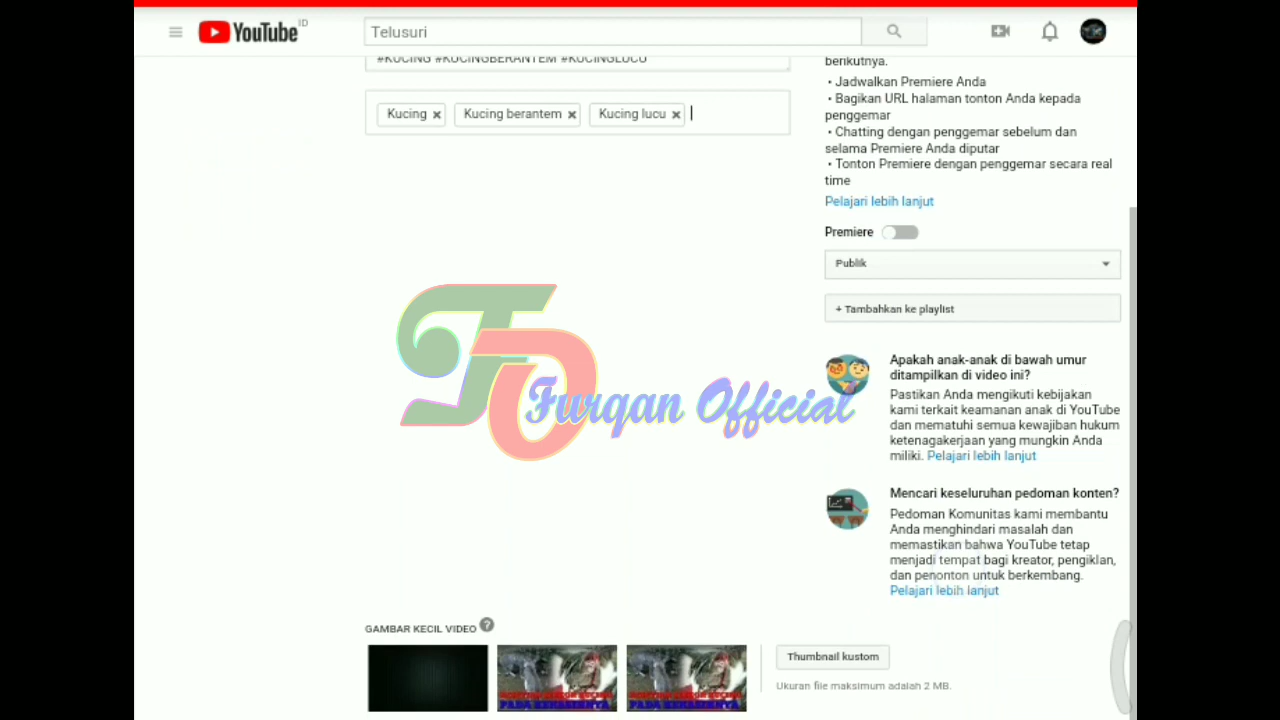 YouTube ID
Telusuri
#KUCING #KUCINGBERANTEM #KUCINGLUCU
Kucing × Kucing berantem × Kucing lucu ×
berikutnya.
• Jadwalkan Premiere Anda
• Bagikan URL halaman tonton Anda kepada
penggemar
• Chatting dengan penggemar sebelum dan
selama Premiere Anda diputar
• Tonton Premiere dengan penggemar secara real
time
Pelajari lebih lanjut
Premiere
Publik
+ Tambahkan ke playlist
Furqan Official
Apakah anak-anak di bawah umur
ditampilkan di video ini?
Pastikan Anda mengikuti kebijakan
kami terkait keamanan anak di YouTube
dan mematuhi semua kewajiban hukum
ketenagakerjaan yang mungkin Anda
miliki. Pelajari lebih lanjut
Mencari keseluruhan pedoman konten?
Pedoman Komunitas kami membantu
Anda menghindari masalah dan
memastikan bahwa YouTube tetap
menjadi tempat bagi kreator, pengiklan,
dan penonton untuk berkembang.
Pelajari lebih lanjut
GAMBAR KECIL VIDEO ?
PADA KEKASIHNYA
PADA KEKASIHNYA
Thumbnail kustom
Ukuran file maksimum adalah 2 MB.